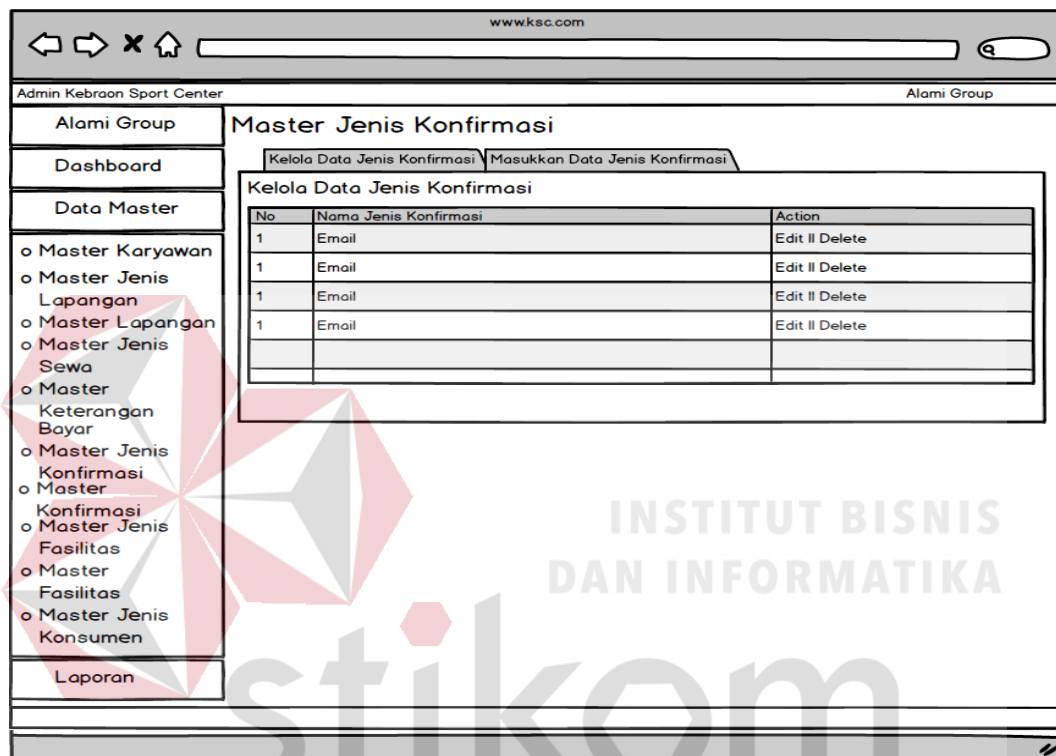 www.ksc.com
Admin Kebraon Sport Center
Alami Group
Alami Group
Dashboard
Data Master
o Master Karyawan
o Master Jenis
Lapangan
o Master Lapangan
o Master Jenis
Sewa
o Master
Keterangan
Bayar
o Master Jenis
Konfirmasi
o Master
Konfirmasi
o Master Jenis
Fasilitas
o Master
Fasilitas
o Master Jenis
Konsumen
Laporan
Master Jenis Konfirmasi
Kelola Data Jenis Konfirmasi Masukkan Data Jenis Konfirmasi
Kelola Data Jenis Konfirmasi
No Nama Jenis Konfirmasi Action
1 Email Edit II Delete
1 Email Edit II Delete
1 Email Edit II Delete
1 Email Edit II Delete
INSTITUT BISNIS
DAN INFORMATIKA
stikom